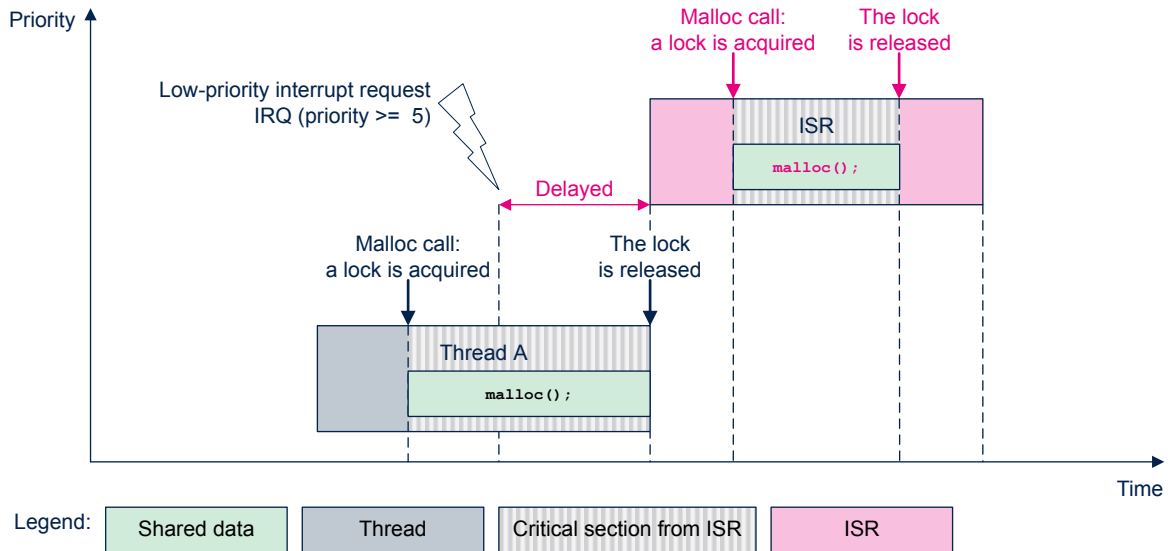 Priority
Malloc call:
a lock is acquired
The lock
is released
Low-priority interrupt request
IRQ (priority >= 5)
ISR
malloc();
Delayed
Malloc call:
a lock is acquired
The lock
is released
Thread A
malloc();
Time
Legend:
Shared data
Thread
Critical section from ISR
ISR